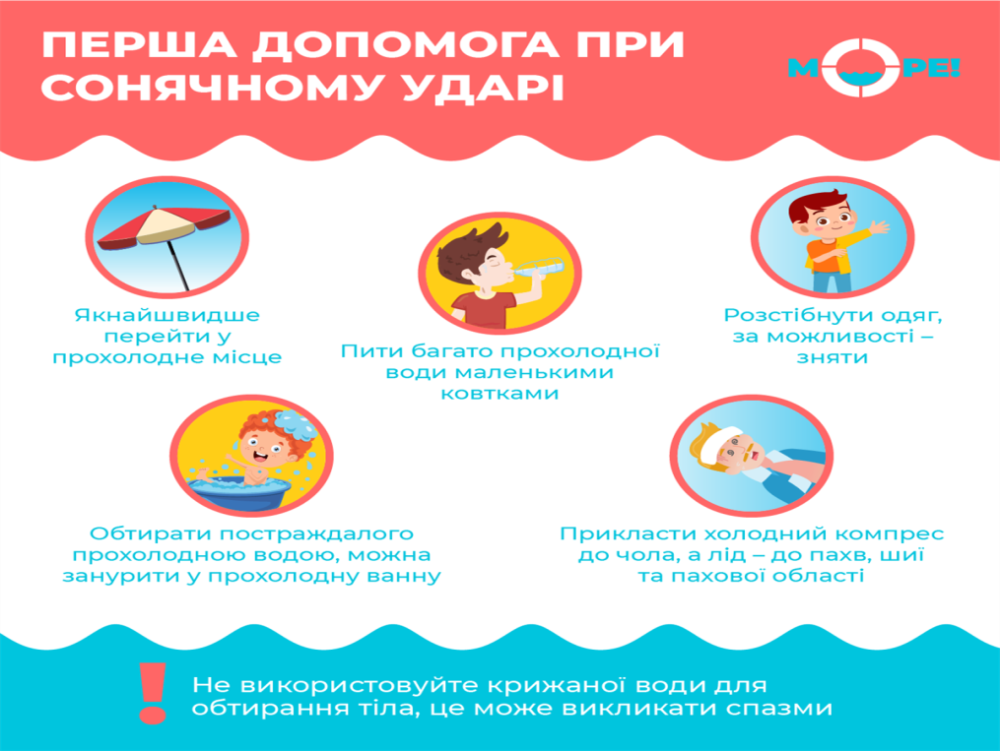 ПЕРША ДОПОМОГА ПРИ
СОНЯЧНОМУ УДАРІ
МОРЕ!
Якнайшвидше
перейти у
прохолодне місце
Пити багато прохолодної
води маленькими
ковтками
Розстібнути одяг,
за можливості –
зняти
Обтирати постраждалого
прохолодною водою, можна
занурити у прохолодну ванну
Прикласти холодний компрес
до чола, а лід – до пахв, шиї
та пахової області
! Не використовуйте крижаної води для
обтирання тіла, це може викликати спазми